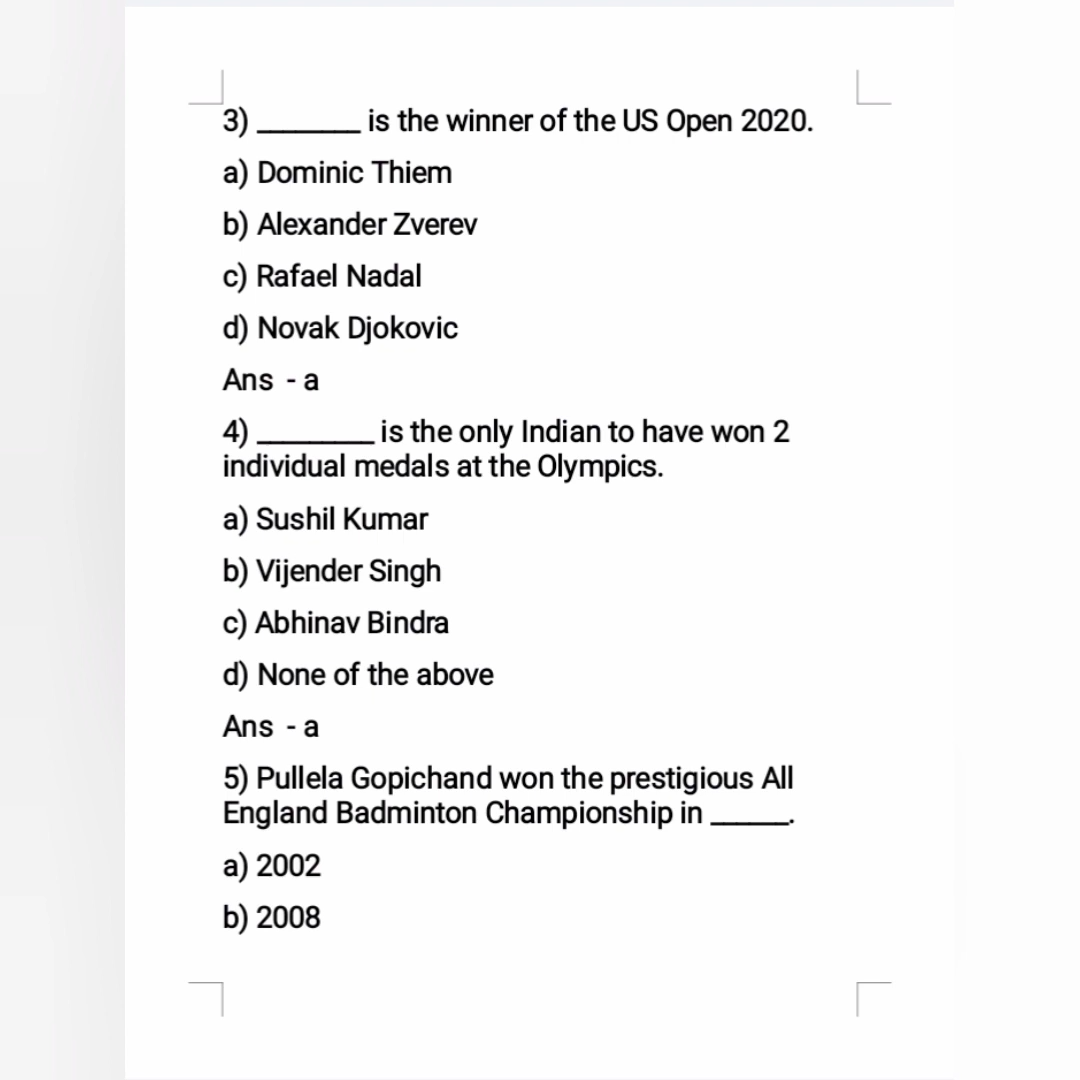 3) _______ is the winner of the US Open 2020.
a) Dominic Thiem
b) Alexander Zverev
c) Rafael Nadal
d) Novak Djokovic
Ans - a
4) ________ is the only Indian to have won 2
individual medals at the Olympics.
a) Sushil Kumar
b) Vijender Singh
c) Abhinav Bindra
d) None of the above
Ans - a
5) Pullela Gopichand won the prestigious All
England Badminton Championship in ______.
a) 2002
b) 2008